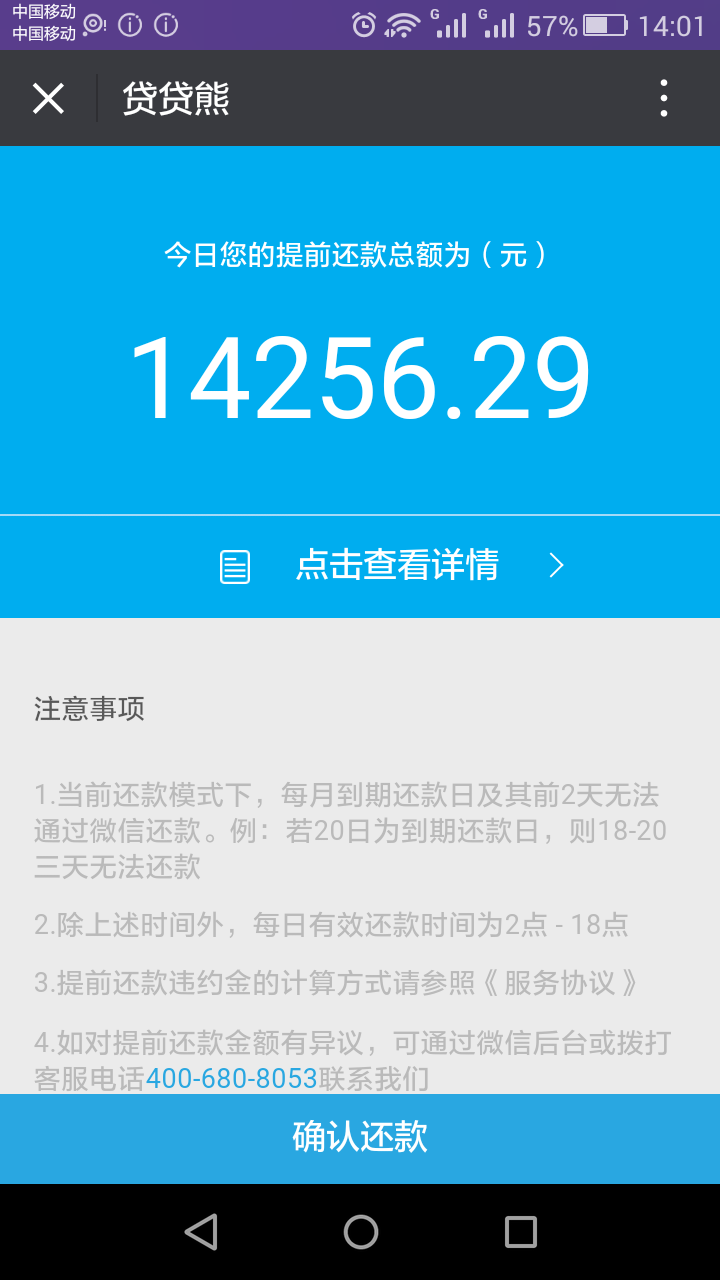 中国移动
中国移动
G
G
57%
14:01
贷贷熊
今日您的提前还款总额为（元）
14256.29
点击查看详情
注意事项
1.当前还款模式下，每月到期还款日及其前2天无法
通过微信还款。例：若20日为到期还款日，则18-20
三天无法还款
2.除上述时间外，每日有效还款时间为2点 - 18点
3.提前还款违约金的计算方式请参照《服务协议》
4.如对提前还款金额有异议，可通过微信后台或拨打
客服电话400-680-8053联系我们
确认还款